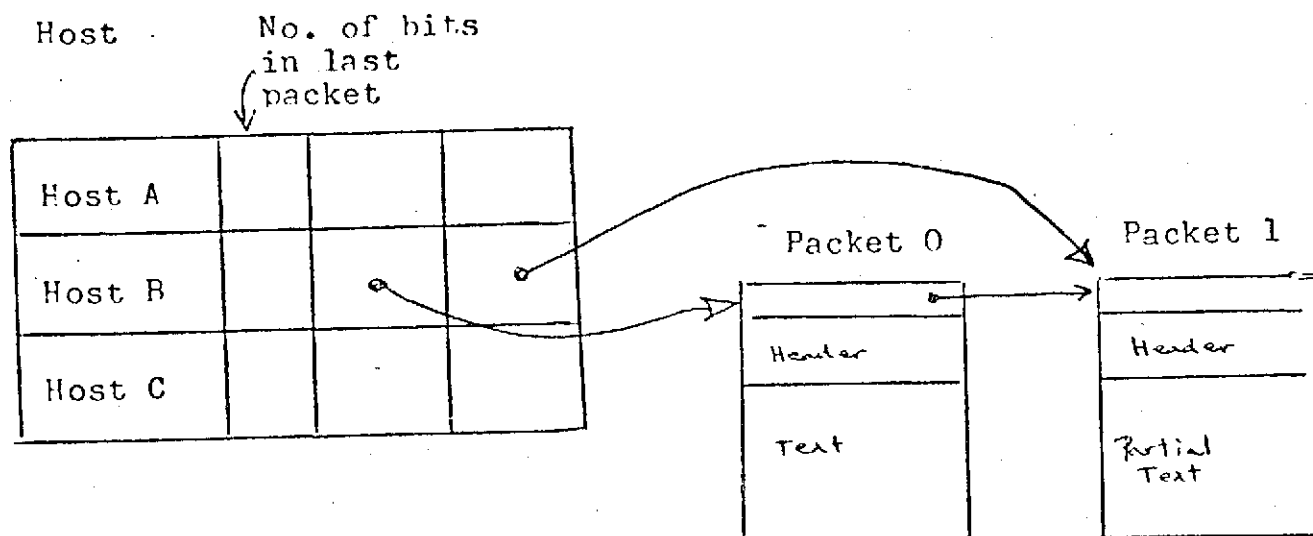 Host
No. of bits
in last
packet
Host A
Host B
Host C
Packet 0
Header
Text
Packet 1
Header
Partial
Text